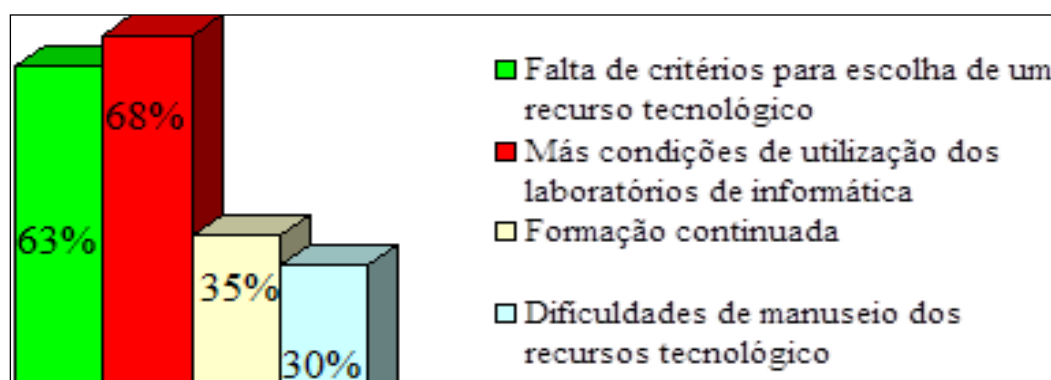 68%
63%
35%
30%
Falta de critérios para escolha de um
recurso tecnológico
Más condições de utilização dos
laboratórios de informática
Formação continuada
Dificuldades de manuseio dos
recursos tecnológico